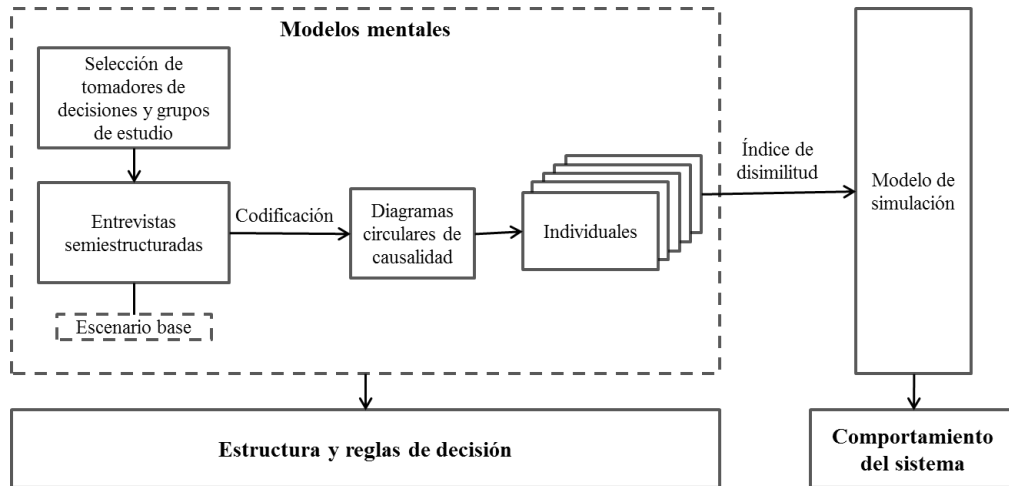 Modelos mentales
Selección de
tomadores de
decisiones y grupos
de estudio
Entrevistas
semiestructuradas
Escenario base
Codificación
Diagramas
circulares de
causalidad
Individuales
Índice de
disimilitud
Modelo de
simulación
Estructura y reglas de decisión
Comportamiento
del sistema